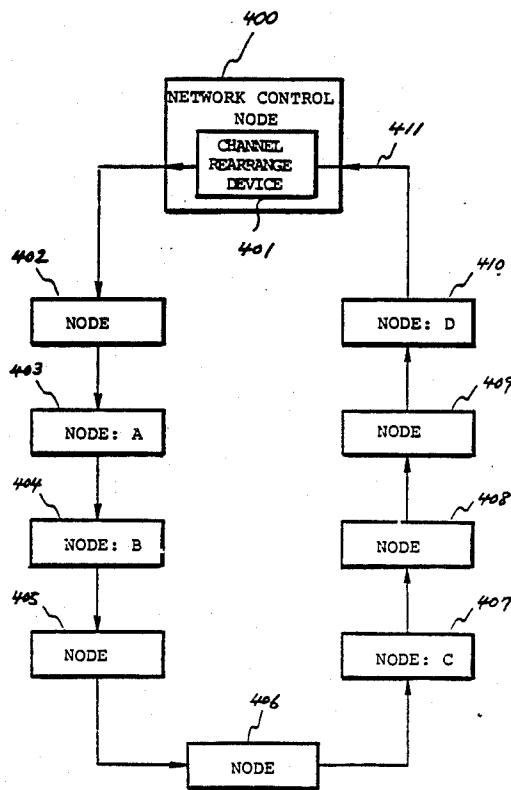 400
NETWORK CONTROL
NODE
CHANNEL
REARRANGE
DEVICE
401
411
402
NODE
403
NODE: A
404
NODE: B
405
NODE
406
NODE
410
NODE: D
409
NODE
408
NODE
407
NODE: C